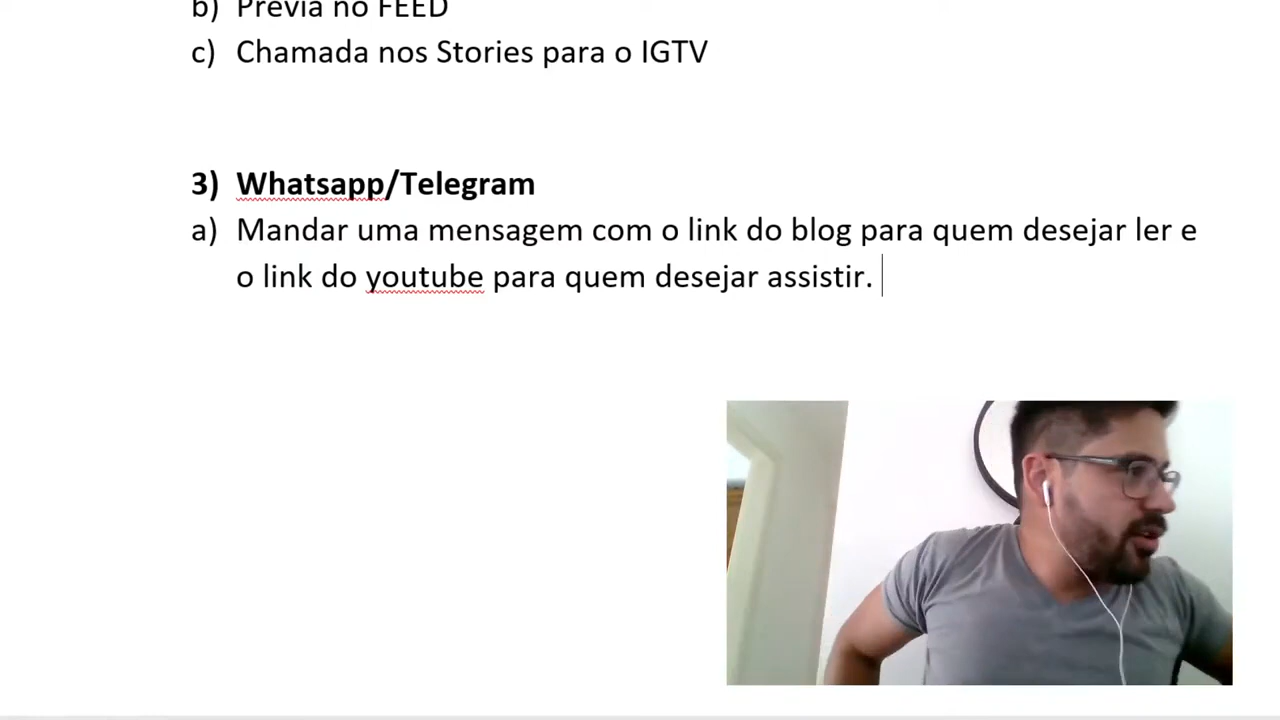 b) Prévia no FEED
c) Chamada nos Stories para o IGTV
3) Whatsapp/Telegram
a) Mandar uma mensagem com o link do blog para quem desejar ler e
o link do youtube para quem desejar assistir.